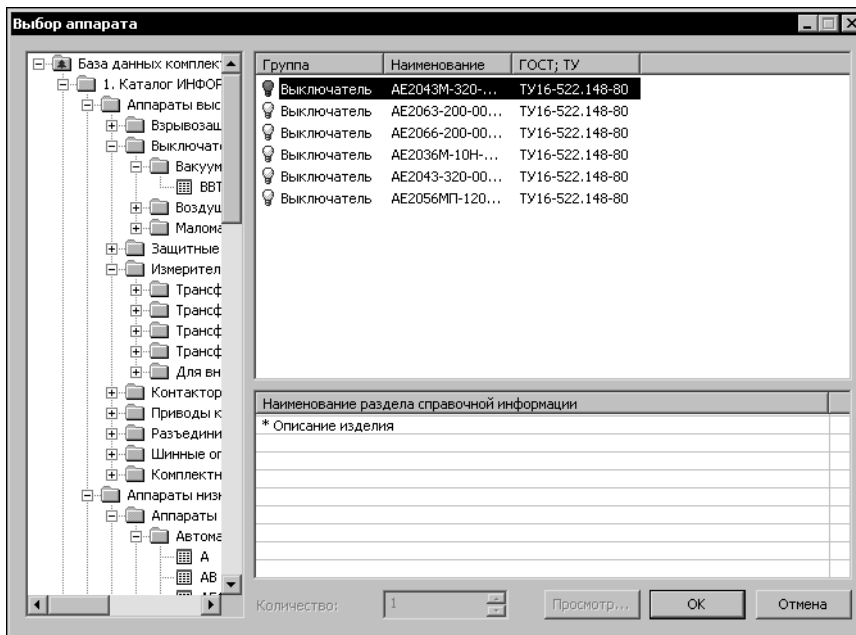 Выбор аппарата
База данных комплек
1. Каталог ИНФОР
Аппараты выс
Взрывозащ
Выключате
Вакуум
ВВТ
Воздуш
Малома
Защитные
Измерител
Трансф
Трансф
Трансф
Трансф
Для вн
Контактор
Приводы к
Разъедини
Шинные оп
Комплектн
Аппараты низн
Аппараты
Автома
А
АВ
Группа Наименование ГОСТ; ТУ
Выключатель АЕ2043М-320-... ТУ16-522.148-80
Выключатель АЕ2063-200-00... ТУ16-522.148-80
Выключатель АЕ2066-200-00... ТУ16-522.148-80
Выключатель АЕ2036М-10Н-... ТУ16-522.148-80
Выключатель АЕ2043-320-00... ТУ16-522.148-80
Выключатель АЕ2056МП-120... ТУ16-522.148-80
Наименование раздела справочной информации
* Описание изделия
Количество: 1 Просмотр... ОК Отмена